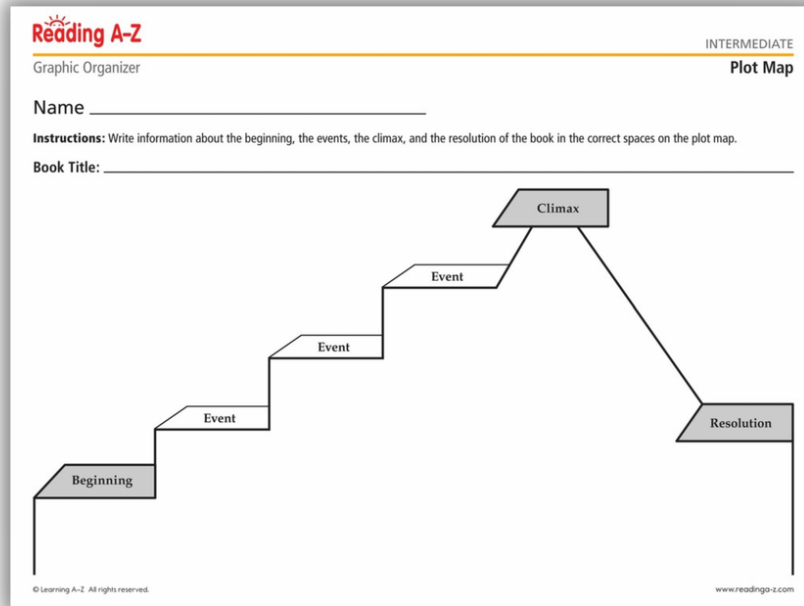 Reading A-Z
INTERMEDIATE
Graphic Organizer
Plot Map
Name
Instructions: Write information about the beginning, the events, the climax, and the resolution of the book in the correct spaces on the plot map.
Book Title:
Climax
Event
Event
Event
Resolution
Beginning
© Learning A–Z All rights reserved.
www.readinga-z.com